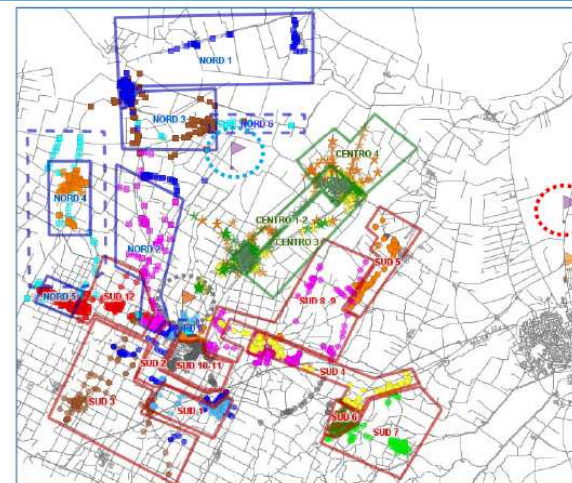 NORD 1
NORD 3
NORD 6
CENTRO 4
NORD 4
CENTRO 1-2
NORD 2
CENTRO 3
SUD 5
NORD 5
SUD 12
SUD 8-9
SUD 2
SUD 10-11
SUD 4
SUD 3
SUD 1
SUD 6
SUD 7